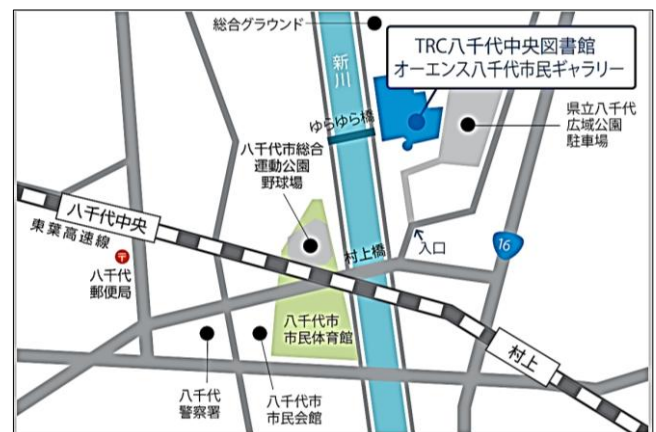 総合グラウンド
TRC八千代中央図書館
オーエンス八千代市民ギャラリー
新川
ゆらゆら橋
県立八千代
広域公園
駐車場
八千代市総合
運動公園
野球場
八千代中央
東葉高速線
〒
八千代
郵便局
村上橋
入口
16
八千代市
市民体育館
村上
八千代
警察署
八千代市
市民会館